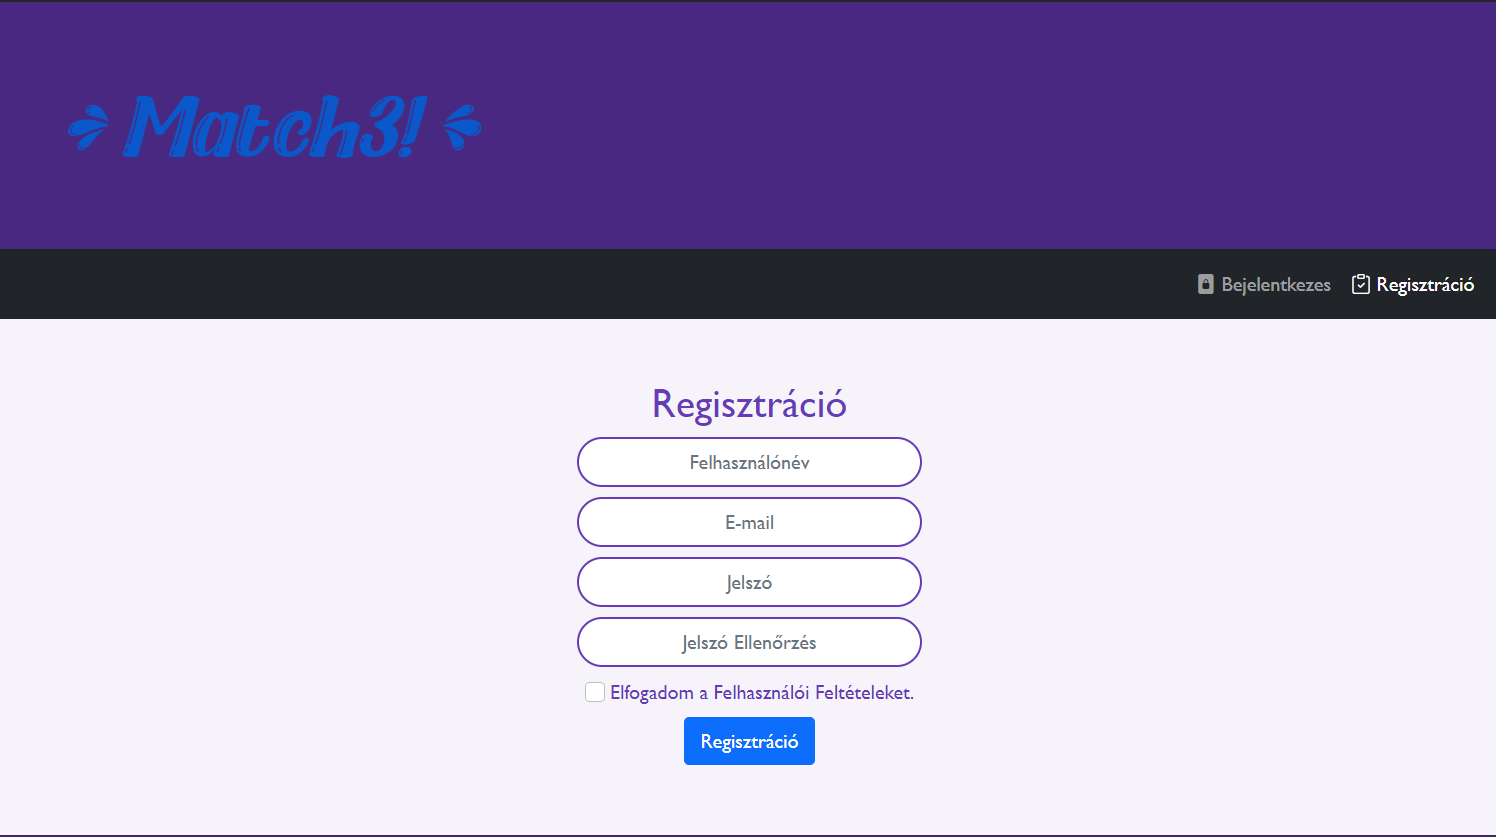 Match3!
Bejelentkezes Regisztráció
Regisztráció
Felhasználónév
E-mail
Jelszó
Jelszó Ellenőrzés
Elfogadom a Felhasználói Feltételeket.
Regisztráció